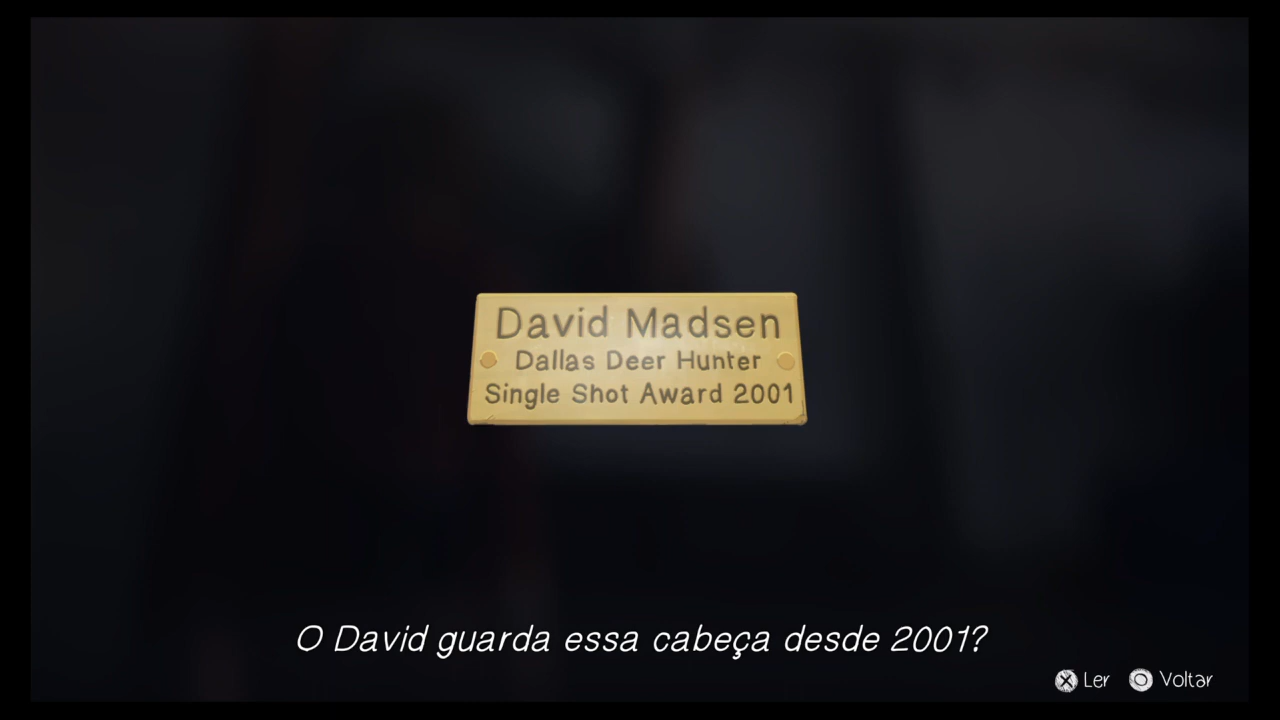 David Madsen
Dallas Deer Hunter
Single Shot Award 2001
O David guarda essa cabeça desde 2001?
Ler Voltar